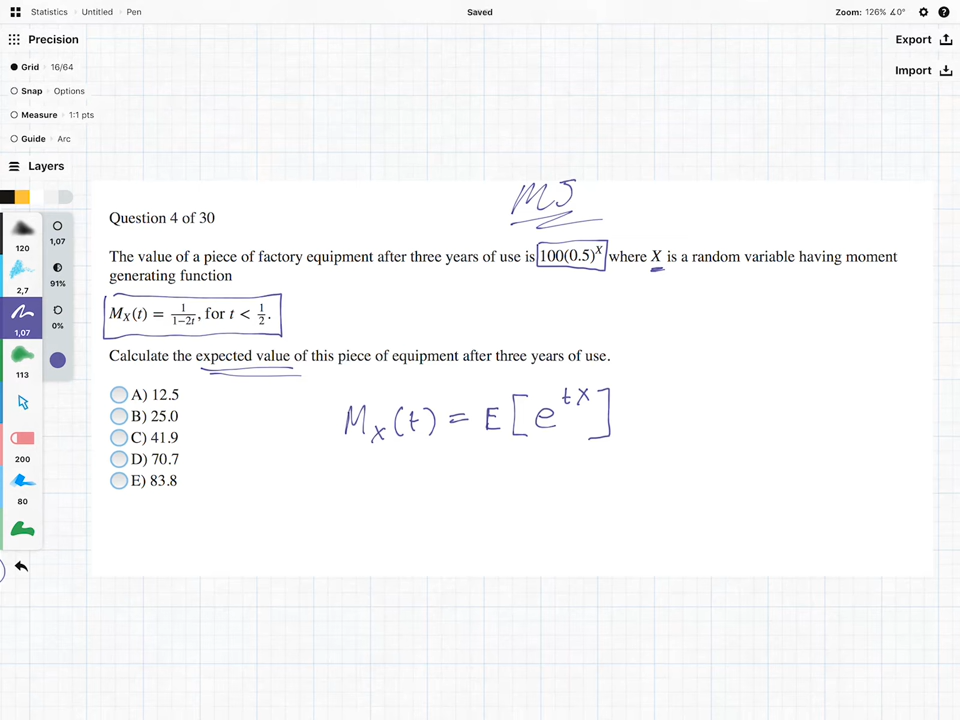 Statistics › Untitled › Pen
Saved
Zoom: 126% ∡0°
Precision
Export
Grid › 16/64
Import
Snap › Options
Measure › 1:1 pts
Guide › Arc
Layers
120
1,07
2,7
91%
1,07
0%
113
200
80
Question 4 of 30
The value of a piece of factory equipment after three years of use is 100(0.5)^X where X is a random variable having moment
generating function
M_X(t) = 1/(1−2t), for t < 1/2.
Calculate the expected value of this piece of equipment after three years of use.
A) 12.5
B) 25.0
C) 41.9
D) 70.7
E) 83.8
M_X(t) = E[e^{tX}]